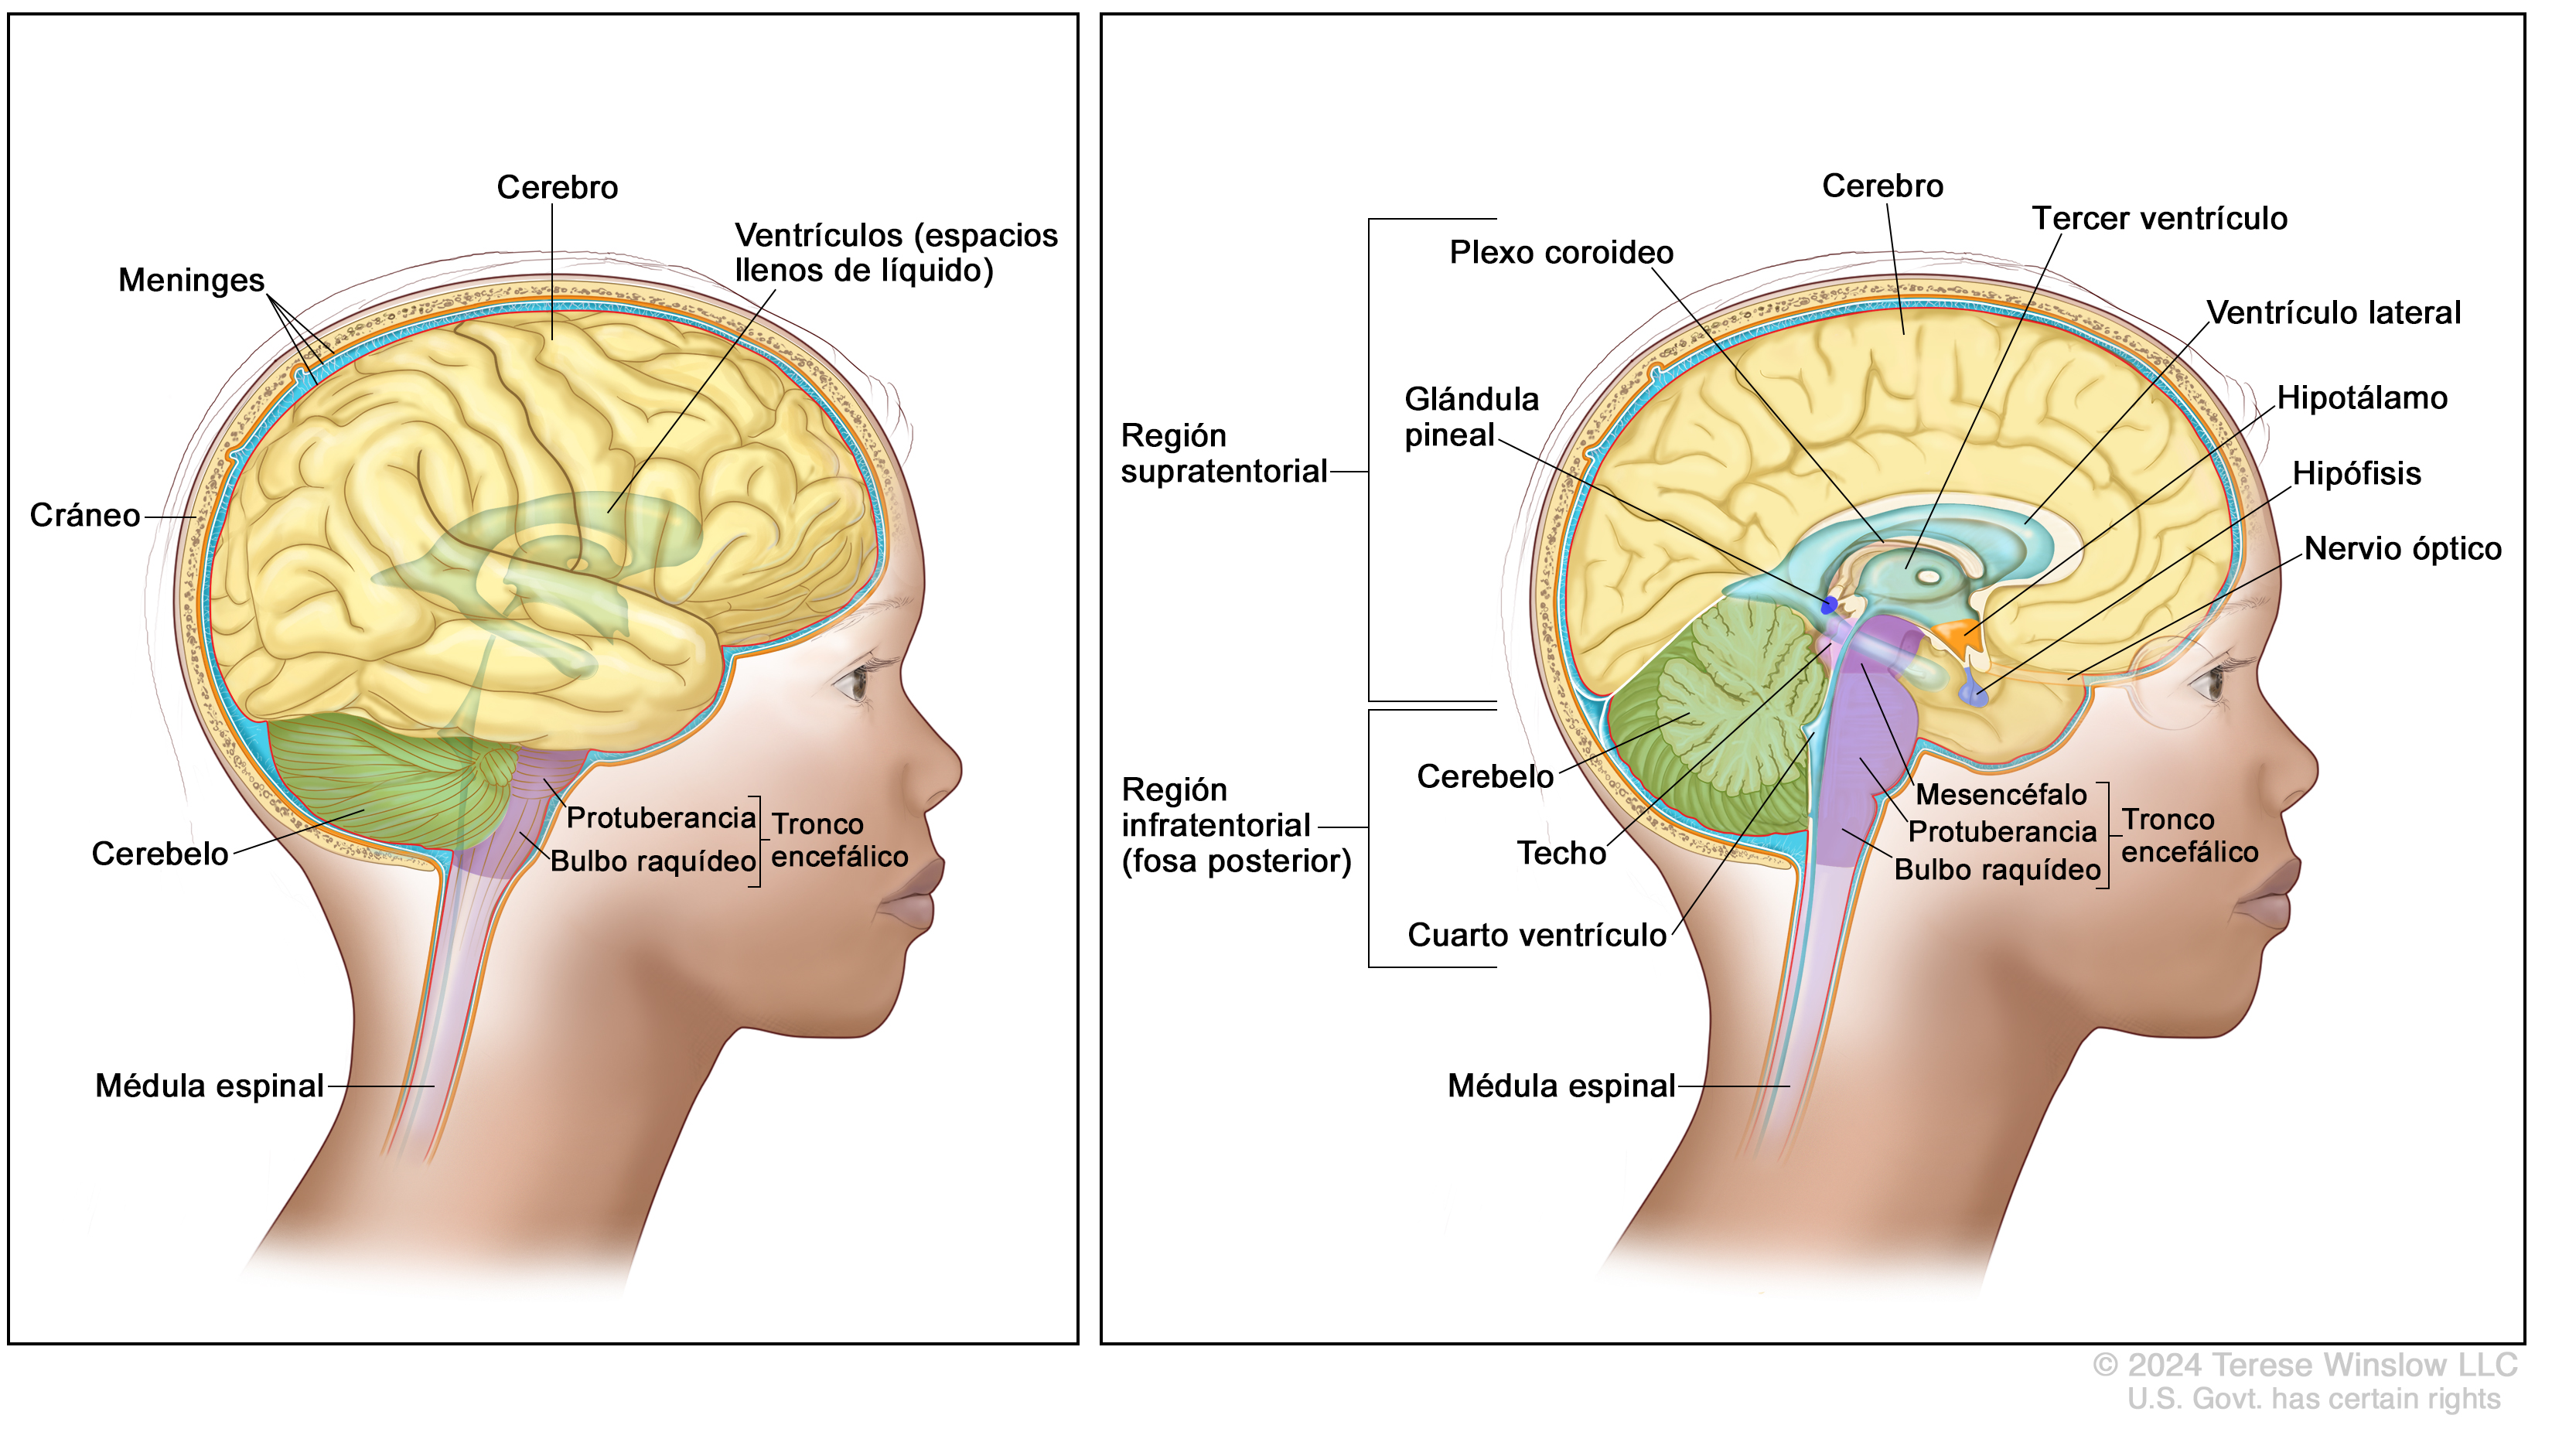 Cerebro
Ventrículos (espacios
llenos de líquido)
Meninges
Cráneo
Protuberancia
Bulbo raquídeo
Tronco
encefálico
Cerebelo
Médula espinal
Cerebro
Tercer ventrículo
Plexo coroideo
Ventrículo lateral
Glándula
pineal
Hipotálamo
Región
supratentorial
Hipófisis
Nervio óptico
Región
infratentorial
(fosa posterior)
Cerebelo
Mesencéfalo
Protuberancia
Bulbo raquídeo
Tronco
encefálico
Techo
Cuarto ventrículo
Médula espinal
© 2024 Terese Winslow LLC
U.S. Govt. has certain rights